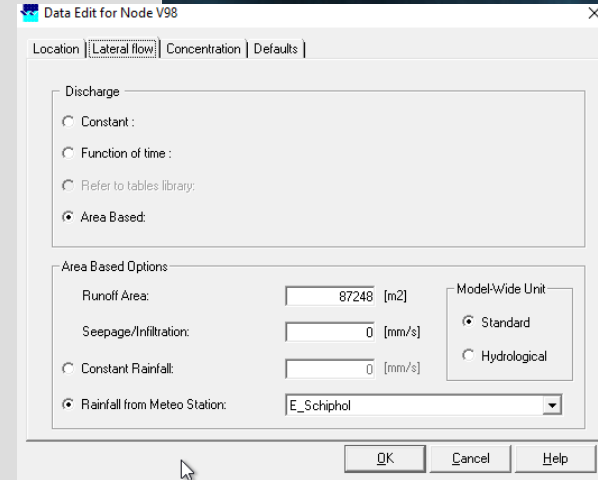 Data Edit for Node V98
Location Lateral flow Concentration Defaults
Discharge
Constant :
Function of time :
Refer to tables library:
Area Based:
Area Based Options
Runoff Area: 87248 [m2]
Model-Wide Unit
Seepage/Infiltration: 0 [mm/s]
Standard
Hydrological
Constant Rainfall: 0 [mm/s]
Rainfall from Meteo Station: E_Schiphol
OK Cancel Help